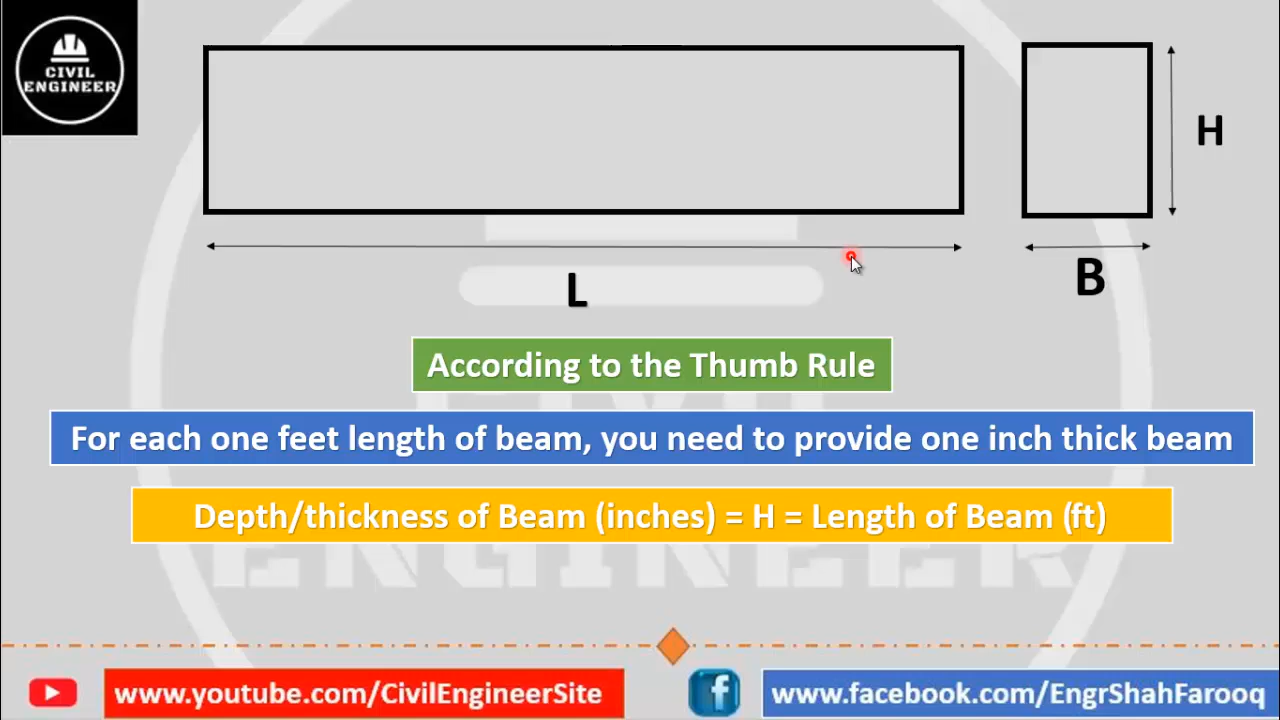 CIVIL
ENGINEER
H
B
L
According to the Thumb Rule
For each one feet length of beam, you need to provide one inch thick beam
Depth/thickness of Beam (inches) = H = Length of Beam (ft)
CIVIL
ENGINEER
www.youtube.com/CivilEngineerSite
www.facebook.com/EngrShahFarooq